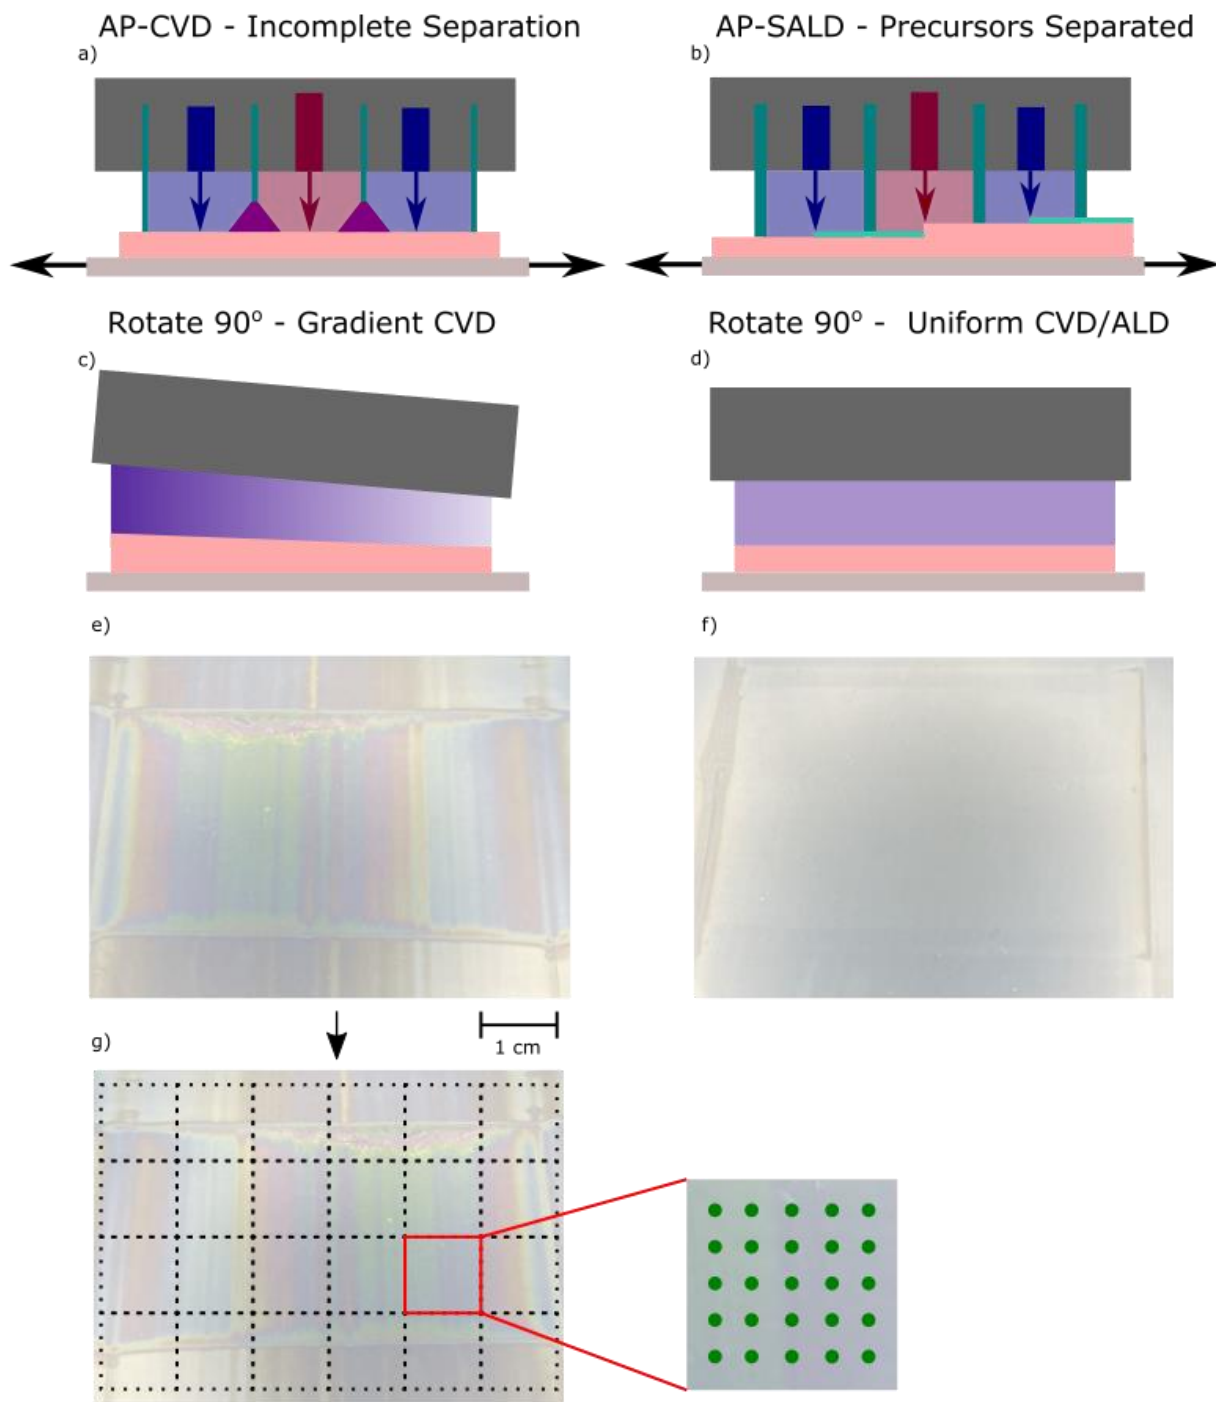 AP-CVD - Incomplete Separation
AP-SALD - Precursors Separated
a)
b)
Rotate 90° - Gradient CVD
Rotate 90° - Uniform CVD/ALD
c)
d)
e)
f)
g)
1 cm